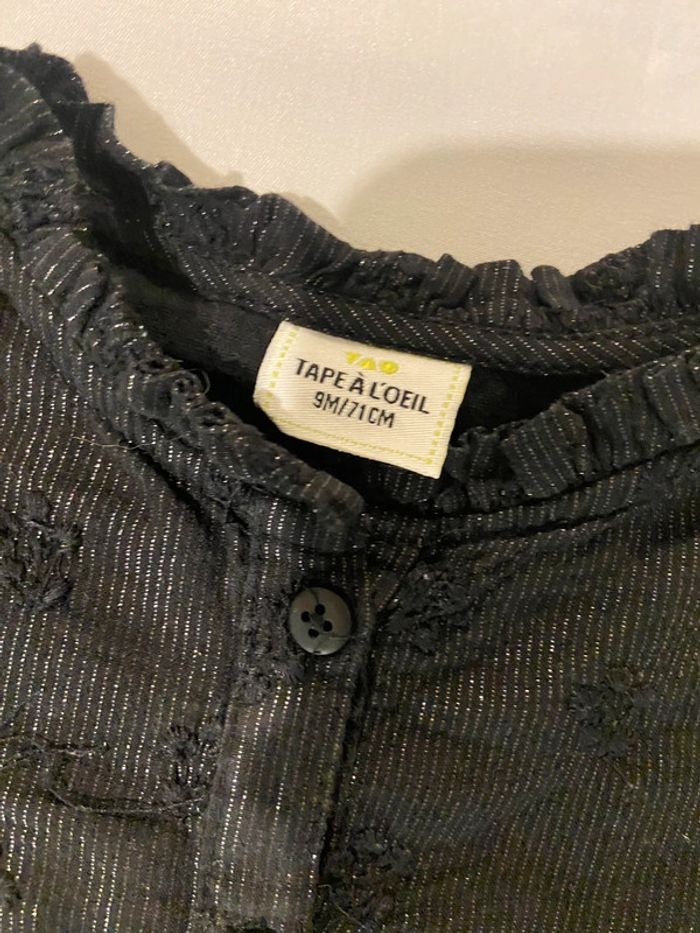 TAO
TAPE À L'OEIL
9M/71CM